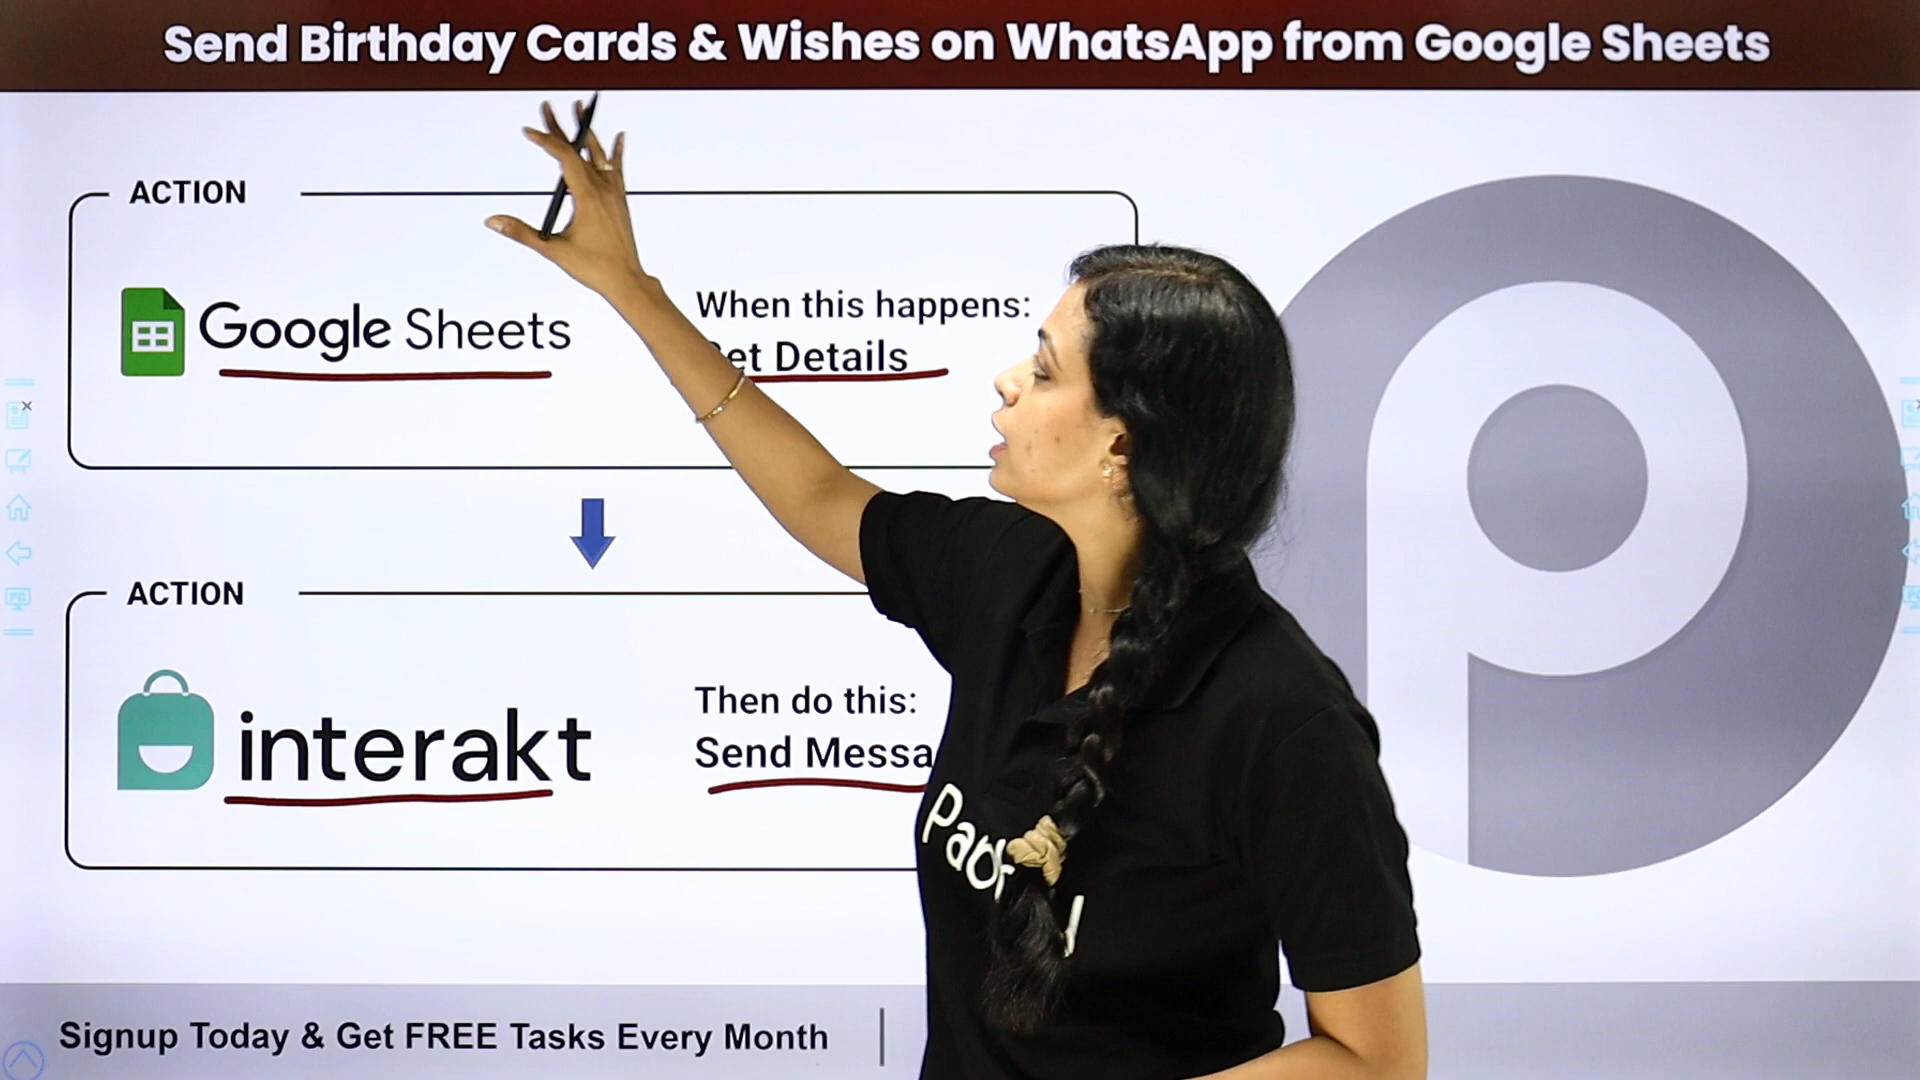 Send Birthday Cards & Wishes on WhatsApp from Google Sheets
ACTION
Google Sheets
When this happens:
Details
ACTION
interakt
Then do this:
Send
Signup Today & Get FREE Tasks Every Month